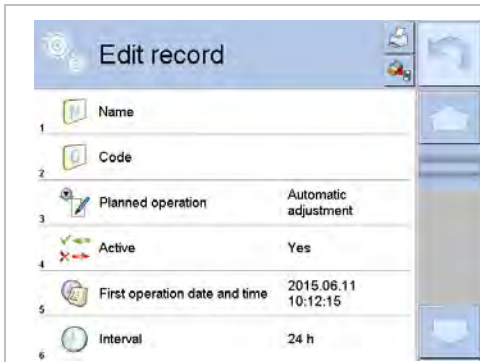 Edit record
1 Name
2 Code
3 Planned operation Automatic adjustment
4 Active Yes
5 First operation date and time 2015.06.11 10:12:15
6 Interval 24 h